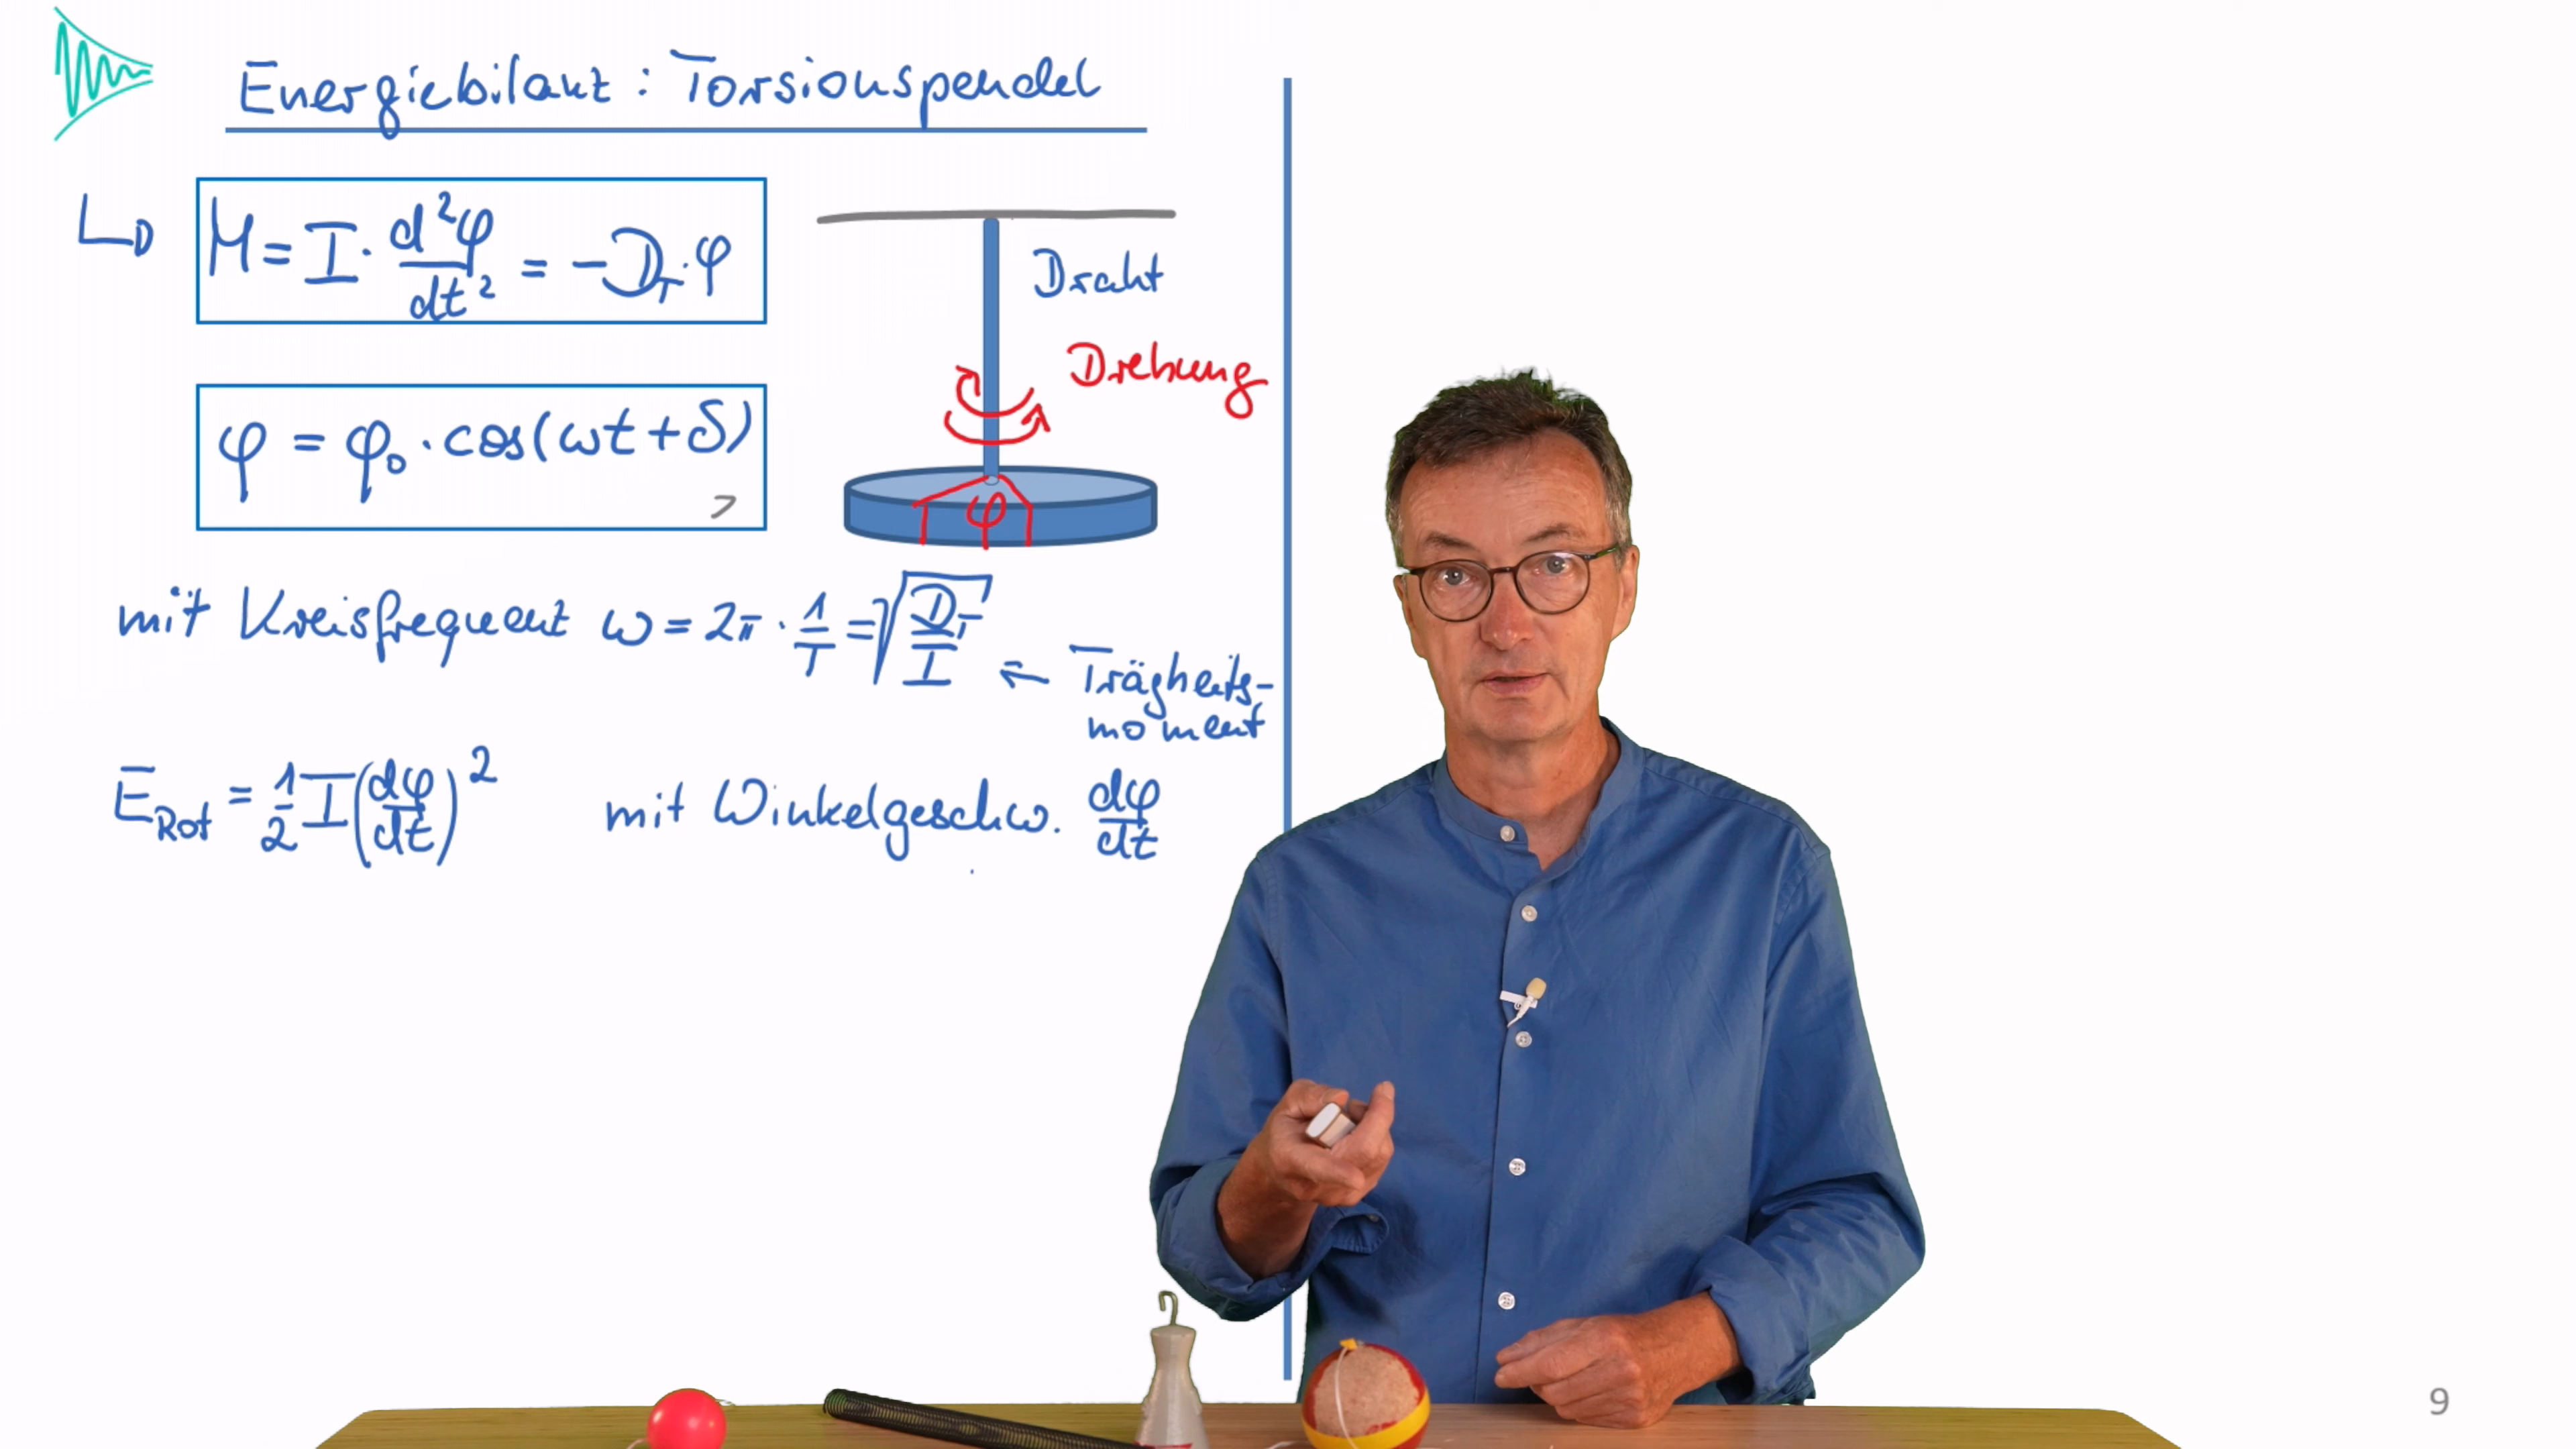 Energiebilanz: Torsionspendel
M = I · d²φ/dt² = -D_T · φ
Draht
Drehung
φ = φ₀ · cos(ωt + δ)
φ
mit Kreisfrequenz ω = 2π · 1/T = √(D_T/I)
← Trägheits-
moment
E_Rot = 1/2 I (dφ/dt)²   mit Winkelgeschw. dφ/dt
9